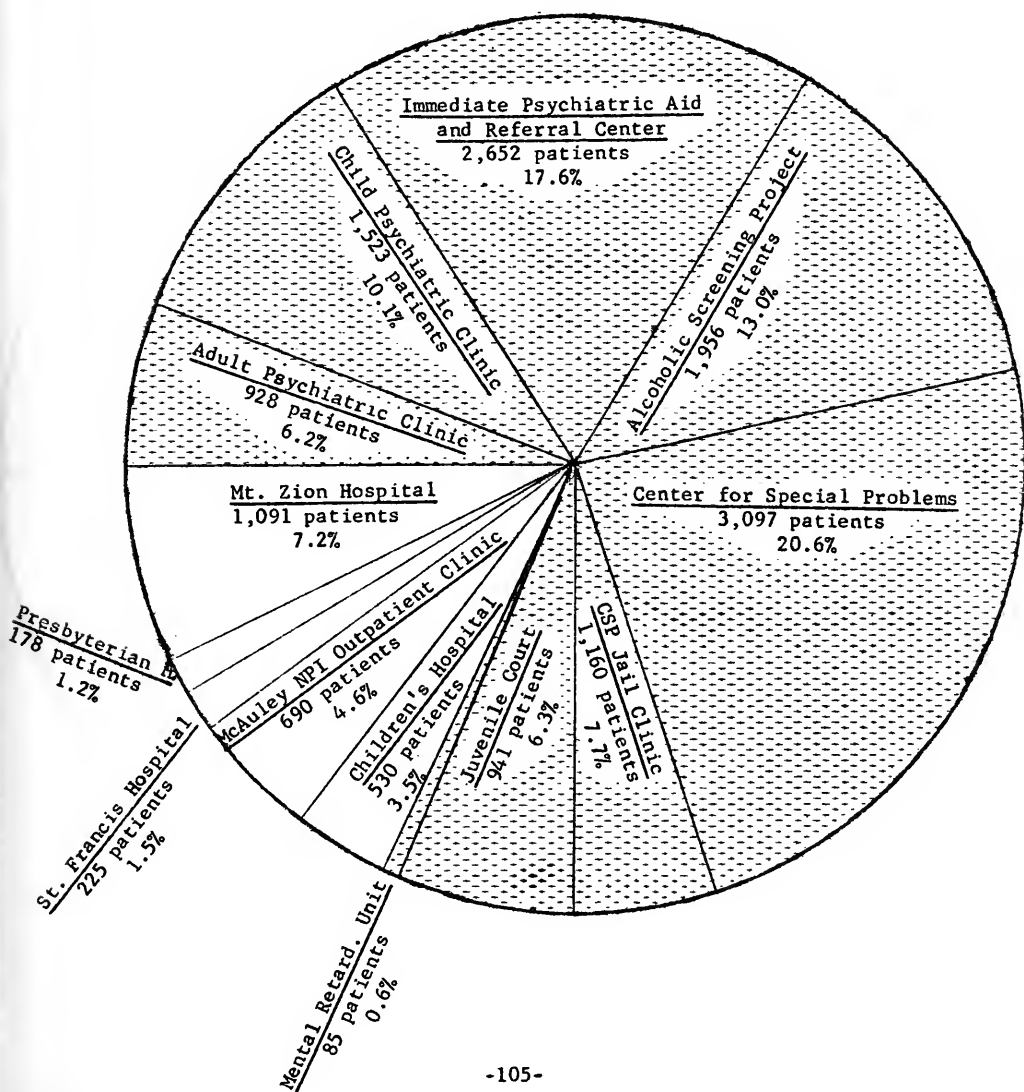 Immediate Psychiatric Aid
and Referral Center
2,652 patients
17.6%
Alcoholic Screening Project
1,956 patients
13.0%
Center for Special Problems
3,097 patients
20.6%
CSP Jail Clinic
1,160 patients
7.7%
Juvenile Court
941 patients
6.3%
Mental Retard. Unit
85 patients
0.6%
Children's Hospital
530 patients
3.5%
McAuley NPI Outpatient Clinic
690 patients
4.6%
St. Francis Hospital
225 patients
1.5%
Presbyterian
178 patients
1.2%
Mt. Zion Hospital
1,091 patients
7.2%
Adult Psychiatric Clinic
928 patients
6.2%
Child Psychiatric Clinic
1,523 patients
10.1%
-105-